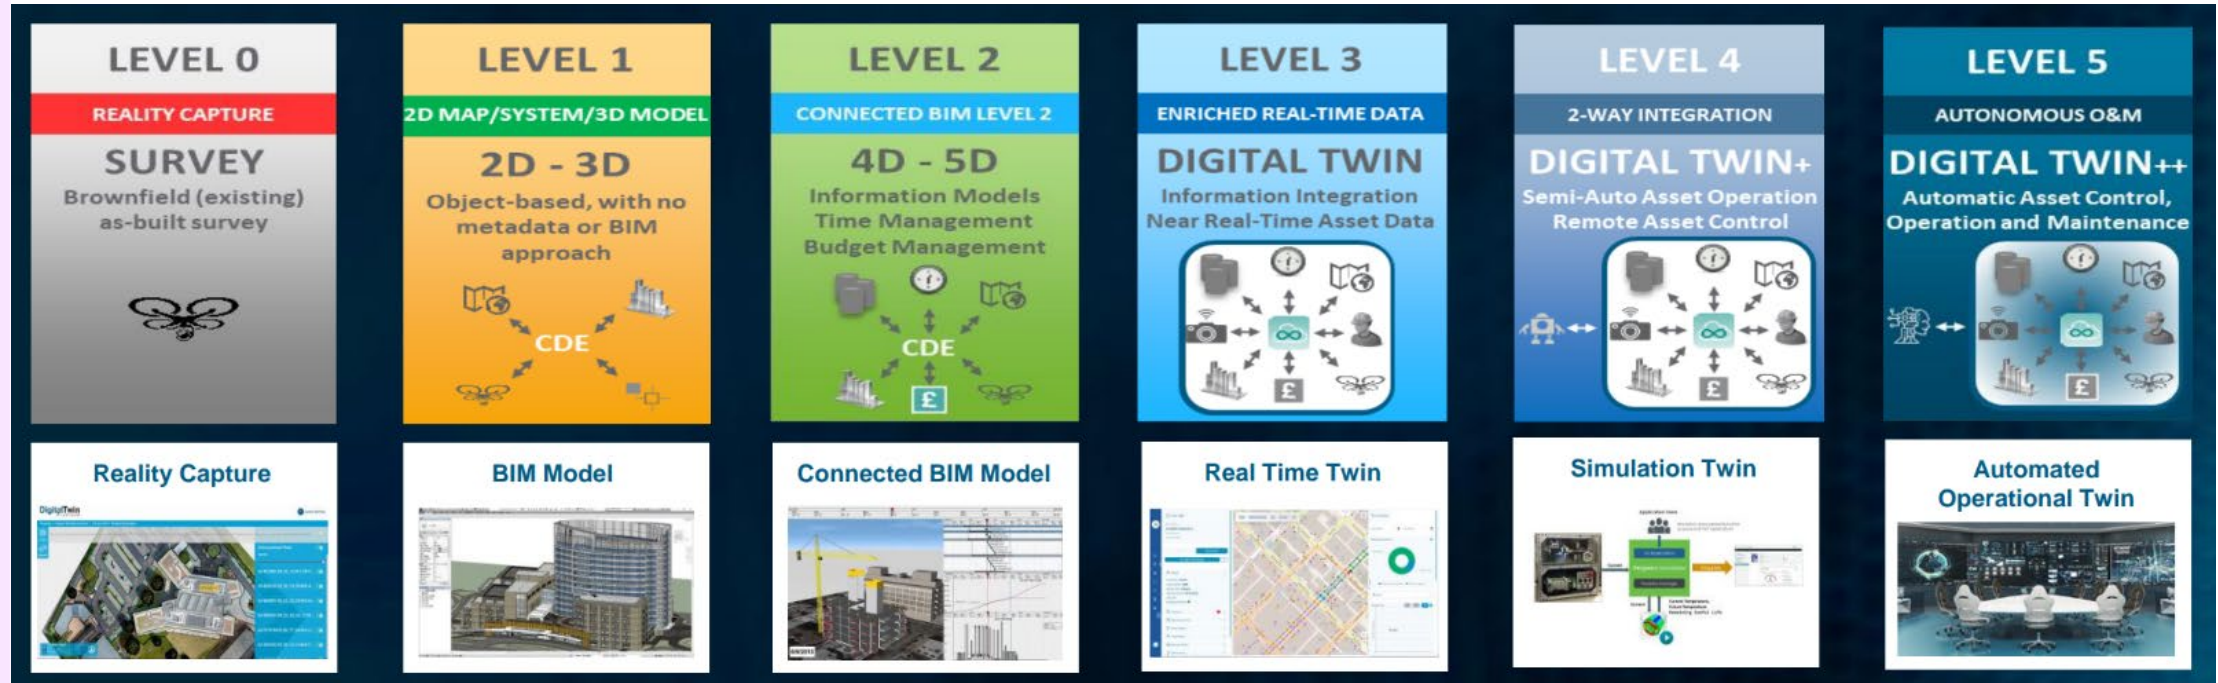 LEVEL 0
REALITY CAPTURE
SURVEY
Brownfield (existing)
as-built survey
LEVEL 1
2D MAP/SYSTEM/3D MODEL
2D - 3D
Object-based, with no
metadata or BIM
approach
CDE
LEVEL 2
CONNECTED BIM LEVEL 2
4D - 5D
Information Models
Time Management
Budget Management
CDE
£
LEVEL 3
ENRICHED REAL-TIME DATA
DIGITAL TWIN
Information Integration
Near Real-Time Asset Data
£
LEVEL 4
2-WAY INTEGRATION
DIGITAL TWIN+
Semi-Auto Asset Operation
Remote Asset Control
£
LEVEL 5
AUTONOMOUS O&M
DIGITAL TWIN++
Automatic Asset Control,
Operation and Maintenance
£
Reality Capture
DigitalTwin
BIM Model
Connected BIM Model
Real Time Twin
Simulation Twin
Automated
Operational Twin